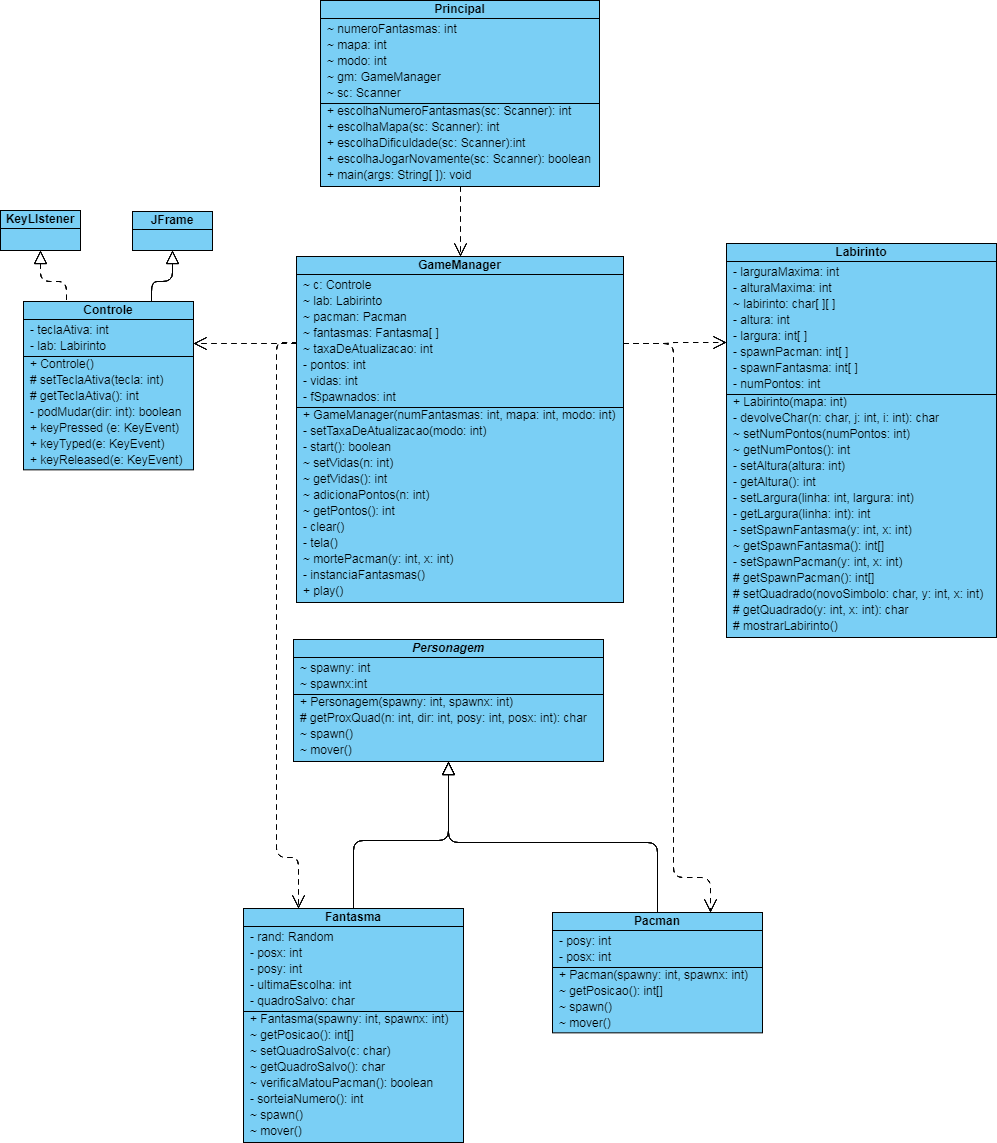 Principal
~ numeroFantasmas: int
~ mapa: int
~ modo: int
~ gm: GameManager
~ sc: Scanner
+ escolhaNumeroFantasmas(sc: Scanner): int
+ escolhaMapa(sc: Scanner): int
+ escolhaDificuldade(sc: Scanner):int
+ escolhaJogarNovamente(sc: Scanner): boolean
+ main(args: String[ ]): void
KeyLIstener
JFrame
Controle
- teclaAtiva: int
- lab: Labirinto
+ Controle()
# setTeclaAtiva(tecla: int)
# getTeclaAtiva(): int
- podMudar(dir: int): boolean
+ keyPressed (e: KeyEvent)
+ keyTyped(e: KeyEvent)
+ keyReleased(e: KeyEvent)
GameManager
~ c: Controle
~ lab: Labirinto
~ pacman: Pacman
~ fantasmas: Fantasma[ ]
~ taxaDeAtualizacao: int
- pontos: int
- vidas: int
- fSpawnados: int
+ GameManager(numFantasmas: int, mapa: int, modo: int)
- setTaxaDeAtualizacao(modo: int)
- start(): boolean
~ setVidas(n: int)
~ getVidas(): int
~ adicionaPontos(n: int)
~ getPontos(): int
- clear()
- tela()
~ mortePacman(y: int, x: int)
- instanciaFantasmas()
+ play()
Labirinto
- larguraMaxima: int
- alturaMaxima: int
~ labirinto: char[ ][ ]
- altura: int
- largura: int[ ]
- spawnPacman: int[ ]
- spawnFantasma: int[ ]
- numPontos: int
+ Labirinto(mapa: int)
- devolveChar(n: char, j: int, i: int): char
~ setNumPontos(numPontos: int)
~ getNumPontos(): int
- setAltura(altura: int)
- getAltura(): int
- setLargura(linha: int, largura: int)
- getLargura(linha: int): int
- setSpawnFantasma(y: int, x: int)
~ getSpawnFantasma(): int[]
- setSpawnPacman(y: int, x: int)
# getSpawnPacman(): int[]
# setQuadrado(novoSimbolo: char, y: int, x: int)
# getQuadrado(y: int, x: int): char
# mostrarLabirinto()
Personagem
~ spawny: int
~ spawnx:int
+ Personagem(spawny: int, spawnx: int)
# getProxQuad(n: int, dir: int, posy: int, posx: int): char
~ spawn()
~ mover()
Fantasma
- rand: Random
- posx: int
- posy: int
- ultimaEscolha: int
- quadroSalvo: char
+ Fantasma(spawny: int, spawnx: int)
~ getPosicao(): int[]
~ setQuadroSalvo(c: char)
~ getQuadroSalvo(): char
~ verificaMatouPacman(): boolean
- sorteiaNumero(): int
~ spawn()
~ mover()
Pacman
- posy: int
- posx: int
+ Pacman(spawny: int, spawnx: int)
~ getPosicao(): int[]
~ spawn()
~ mover()